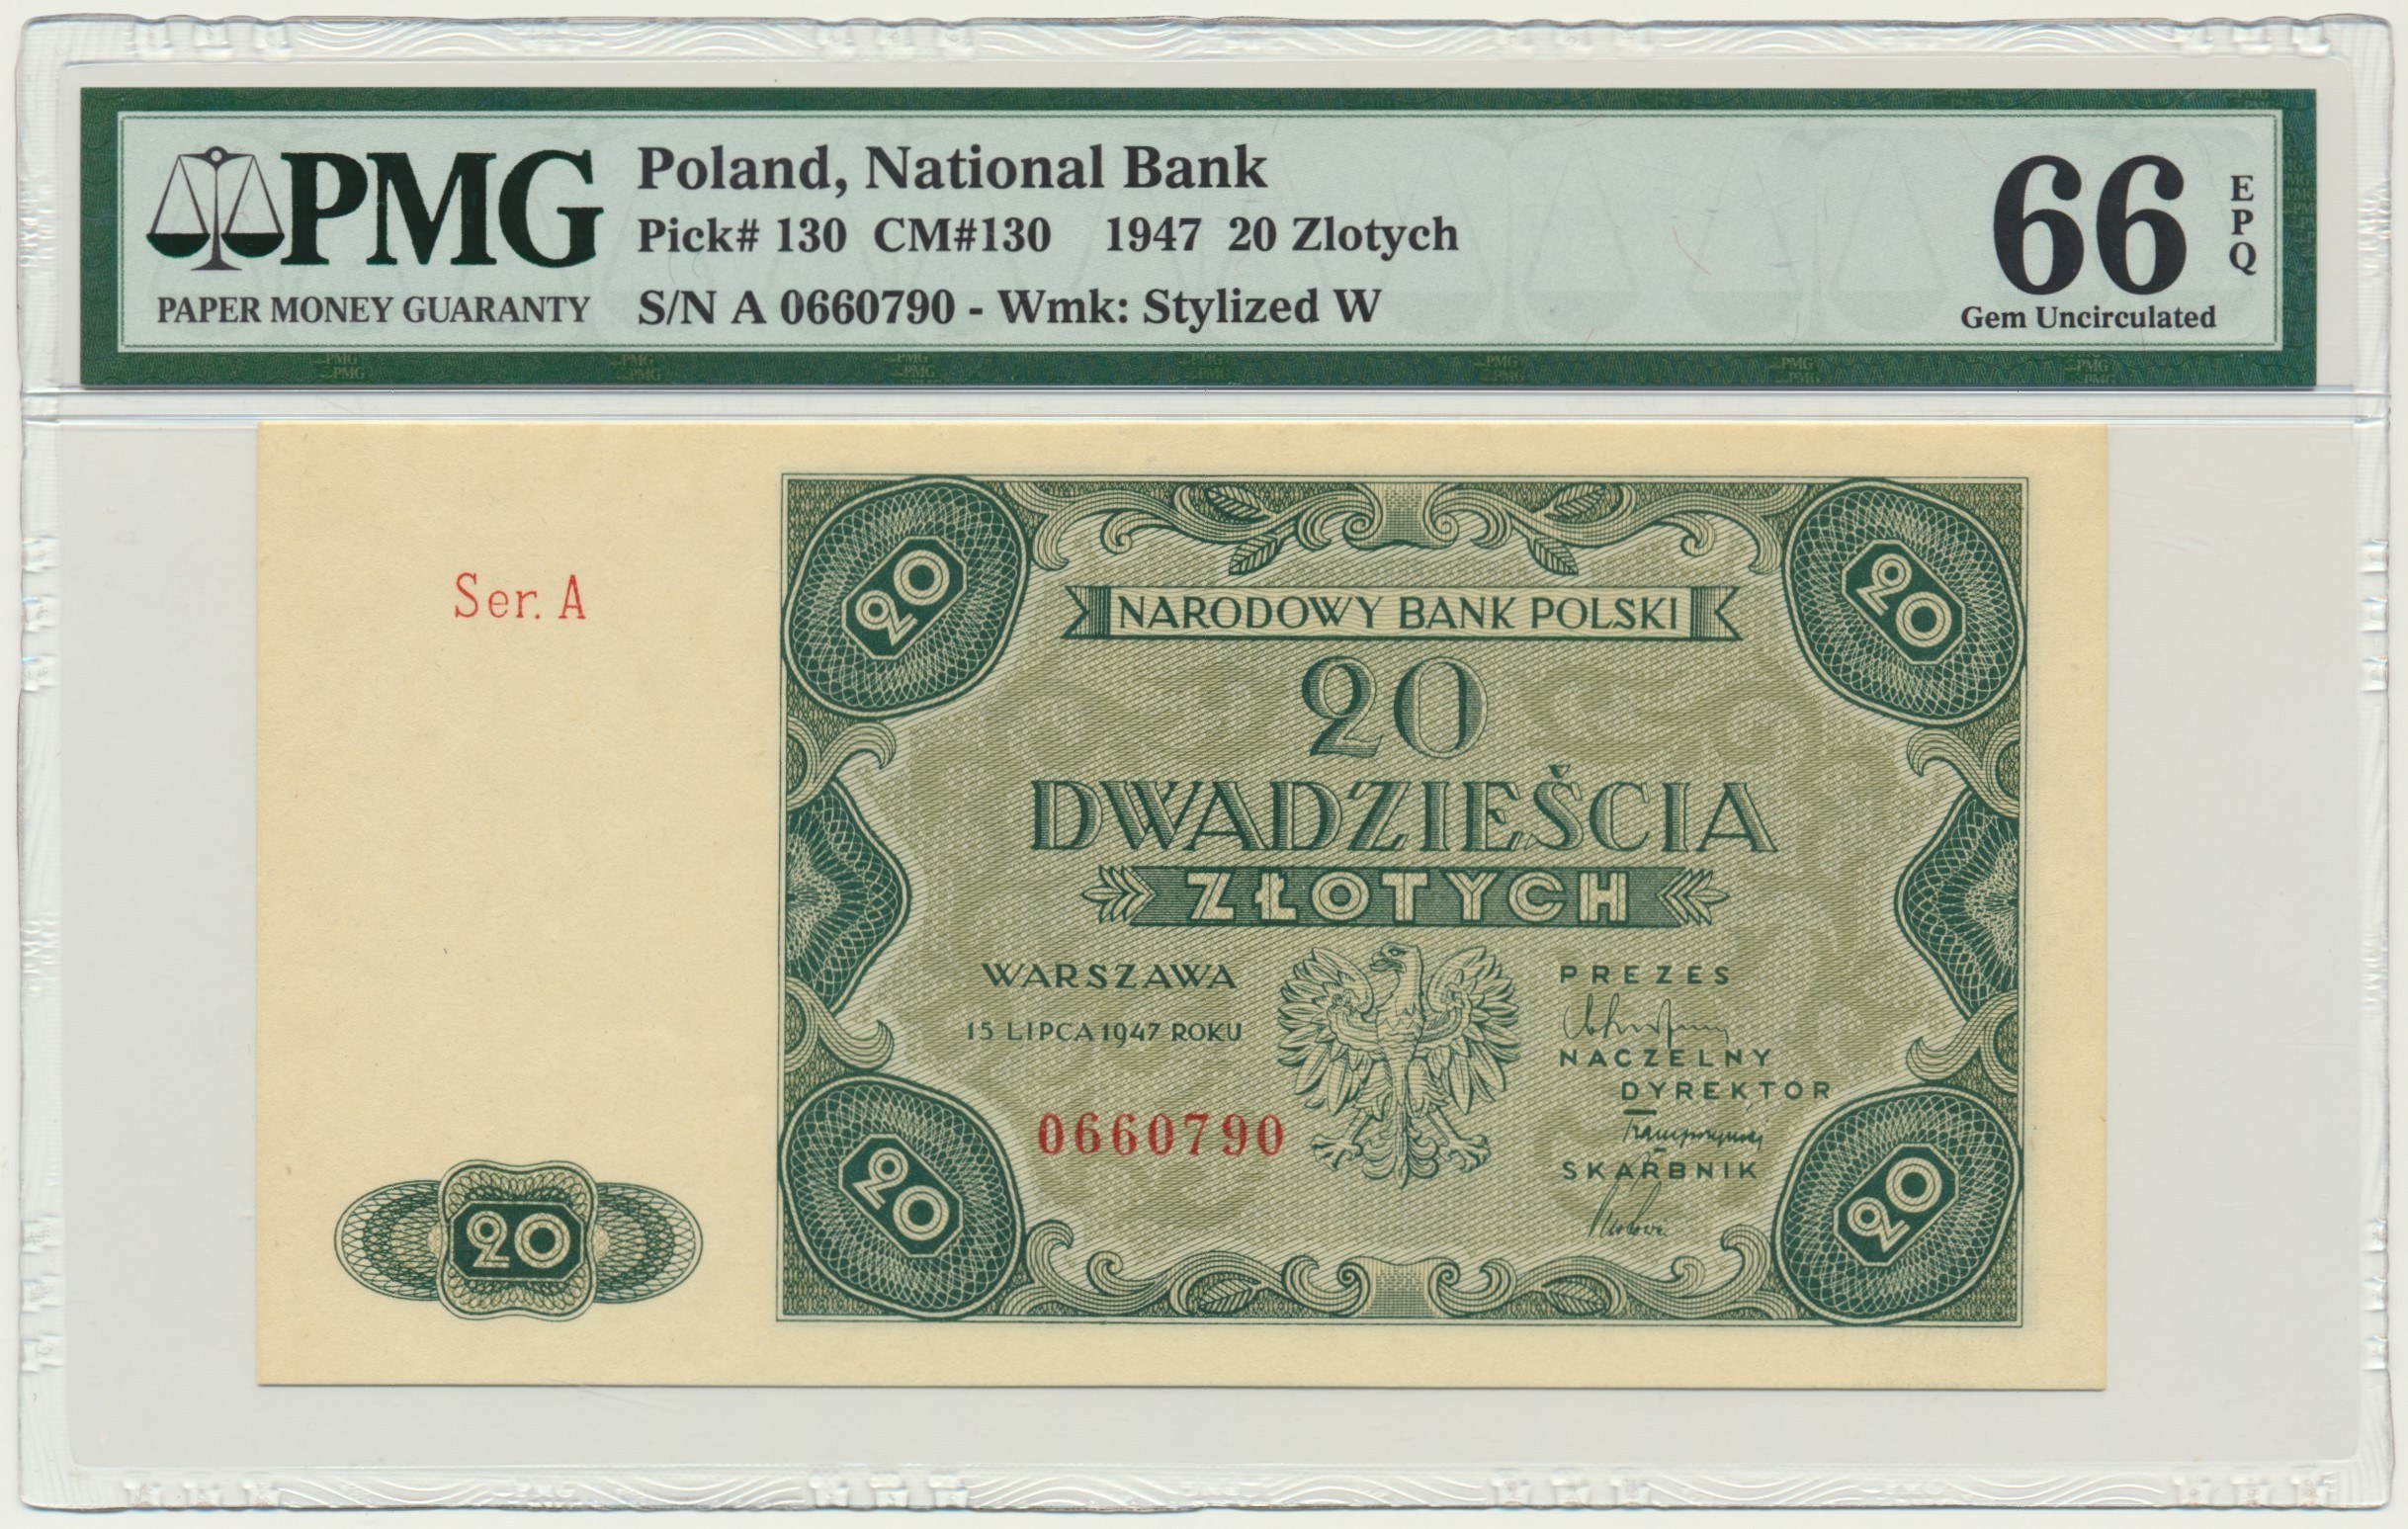 PMG
PAPER MONEY GUARANTY
Poland, National Bank
Pick# 130 CM#130 1947 20 Zlotych
S/N A 0660790 - Wmk: Stylized W
66
EPQ
Gem Uncirculated
Ser. A
20
20
NARODOWY BANK POLSKI
20
DWADZIEŚCIA
ZŁOTYCH
WARSZAWA
15 LIPCA 1947 ROKU
PREZES
NACZELNY
DYREKTOR
SKARBNIK
0660790
20
20
20